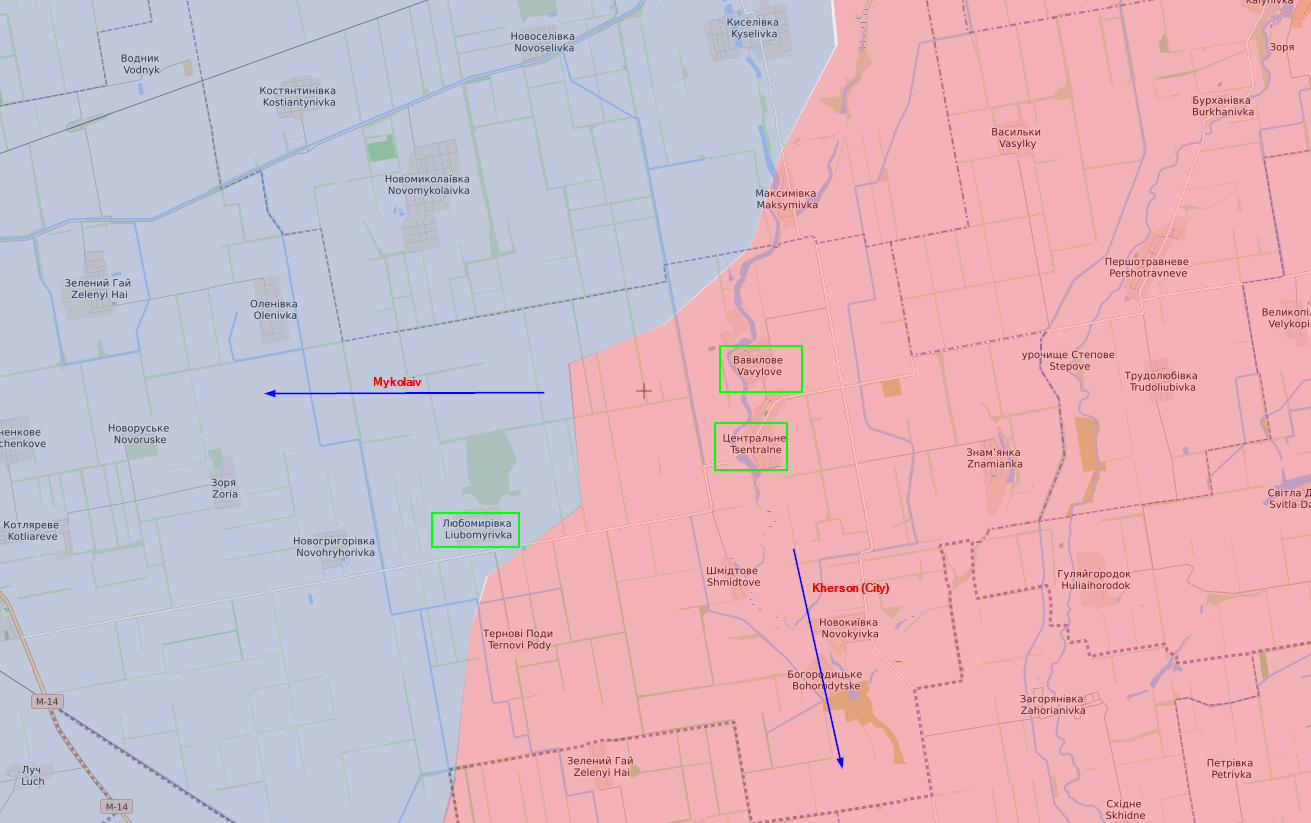 Калynivka
Киселівка
Kyselivka
Новоселівка
Novoselivka
Зоря
Водник
Vodnyk
Костянтинівка
Kostiantynivka
Бурханівка
Burkhanivka
Васильки
Vasylky
Новомиколаївка
Novomykolaivka
Максимівка
Maksymivka
Першотравневе
Pershotravneve
Зелений Гай
Zelenyi Hai
Оленівка
Olenivka
Великопі
Velykopi
урочище Степове
Stepove
Вавилове
Vavylove
Трудолюбівка
Trudoliubivka
Mykolaiv
ченкове
chenkove
Новоруське
Novoruske
Центральне
Tsentralne
Знам'янка
Znamianka
Зоря
Zoria
Світла Д
Svitla Da
Котляреве
Kotliareve
Любомирівка
Liubomyrivka
Новогригорівка
Novohryhorivka
Шмідтове
Shmidtove
Гуляйгородок
Huliaihorodok
Kherson (City)
Новокиївка
Novokyivka
Тернові Поди
Ternovi Pody
Богородицьке
Bohorodytske
M-14
Загорянівка
Zahorianivka
Зелений Гай
Zelenyi Hai
Луч
Luch
Петрівка
Petrivka
M-14
Східне
Skhidne